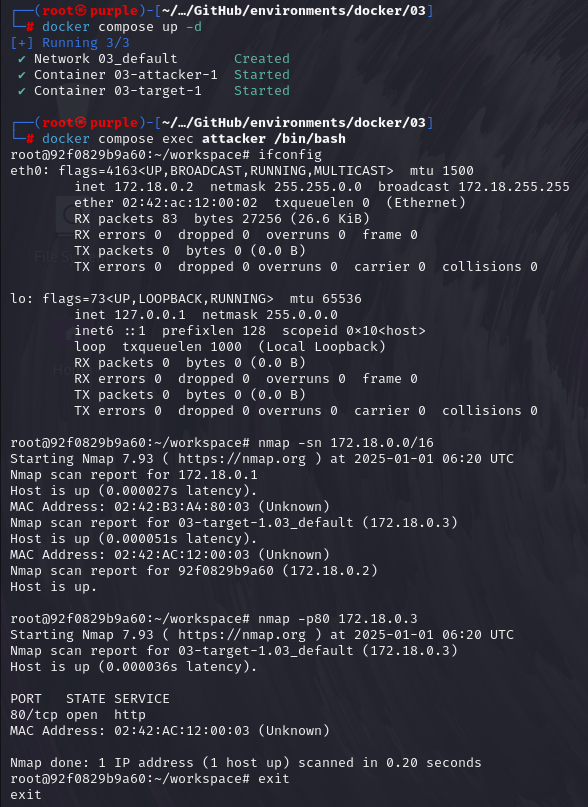 ┌──(root㉿purple)-[~/…/GitHub/environments/docker/03]
└─# docker compose up -d
[+] Running 3/3
✔ Network 03_default Created
✔ Container 03-attacker-1 Started
✔ Container 03-target-1 Started
┌──(root㉿purple)-[~/…/GitHub/environments/docker/03]
└─# docker compose exec attacker /bin/bash
root@92f0829b9a60:~/workspace# ifconfig
eth0: flags=4163<UP,BROADCAST,RUNNING,MULTICAST> mtu 1500
inet 172.18.0.2 netmask 255.255.0.0 broadcast 172.18.255.255
ether 02:42:ac:12:00:02 txqueuelen 0 (Ethernet)
RX packets 83 bytes 27256 (26.6 KiB)
RX errors 0 dropped 0 overruns 0 frame 0
TX packets 0 bytes 0 (0.0 B)
TX errors 0 dropped 0 overruns 0 carrier 0 collisions 0
lo: flags=73<UP,LOOPBACK,RUNNING> mtu 65536
inet 127.0.0.1 netmask 255.0.0.0
inet6 ::1 prefixlen 128 scopeid 0x10<host>
loop txqueuelen 1000 (Local Loopback)
RX packets 0 bytes 0 (0.0 B)
RX errors 0 dropped 0 overruns 0 frame 0
TX packets 0 bytes 0 (0.0 B)
TX errors 0 dropped 0 overruns 0 carrier 0 collisions 0
root@92f0829b9a60:~/workspace# nmap -sn 172.18.0.0/16
Starting Nmap 7.93 ( https://nmap.org ) at 2025-01-01 06:20 UTC
Nmap scan report for 172.18.0.1
Host is up (0.000027s latency).
MAC Address: 02:42:B3:A4:80:03 (Unknown)
Nmap scan report for 03-target-1.03_default (172.18.0.3)
Host is up (0.000051s latency).
MAC Address: 02:42:AC:12:00:03 (Unknown)
Nmap scan report for 92f0829b9a60 (172.18.0.2)
Host is up.
root@92f0829b9a60:~/workspace# nmap -p80 172.18.0.3
Starting Nmap 7.93 ( https://nmap.org ) at 2025-01-01 06:20 UTC
Nmap scan report for 03-target-1.03_default (172.18.0.3)
Host is up (0.000036s latency).
PORT STATE SERVICE
80/tcp open http
MAC Address: 02:42:AC:12:00:03 (Unknown)
Nmap done: 1 IP address (1 host up) scanned in 0.20 seconds
root@92f0829b9a60:~/workspace# exit
exit